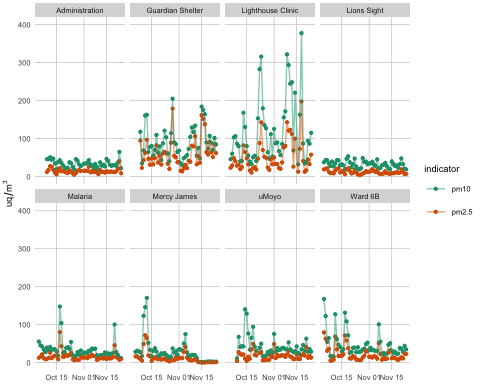 Administration Guardian Shelter Lighthouse Clinic Lions Sight
400
300
200
100
0
Malaria Mercy James uMoyo Ward 6B
400
300
200
100
0
Oct 15 Nov 01 Nov 15 Oct 15 Nov 01 Nov 15 Oct 15 Nov 01 Nov 15 Oct 15 Nov 01 Nov 15
uq/m³
indicator
pm10
pm2.5